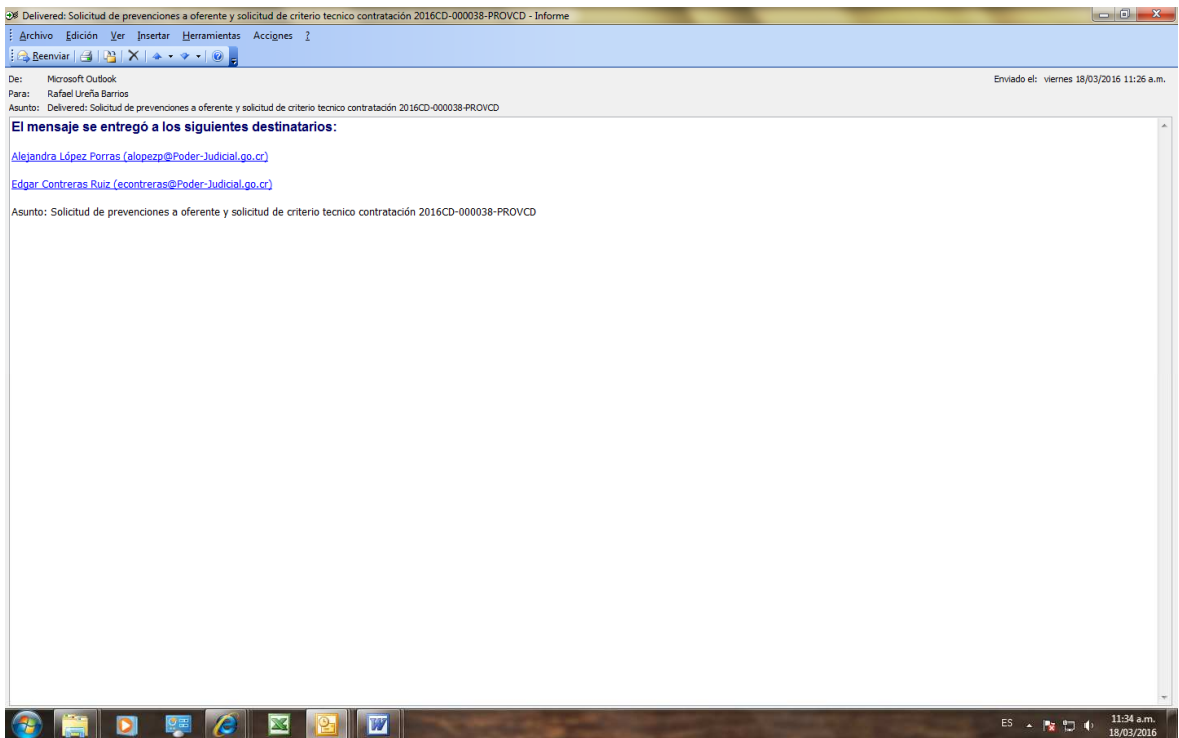 Delivered: Solicitud de prevenciones a oferente y solicitud de criterio tecnico contratación 2016CD-000038-PROVCD - Informe
Archivo Edición Ver Insertar Herramientas Acciones ?
Reenviar
De: Microsoft Outlook Enviado el: viernes 18/03/2016 11:26 a.m.
Para: Rafael Ureña Barrios
Asunto: Delivered: Solicitud de prevenciones a oferente y solicitud de criterio tecnico contratación 2016CD-000038-PROVCD
El mensaje se entregó a los siguientes destinatarios:
Alejandra López Porras (alopezp@Poder-Judicial.go.cr)
Edgar Contreras Ruiz (econtreras@Poder-Judicial.go.cr)
Asunto: Solicitud de prevenciones a oferente y solicitud de criterio tecnico contratación 2016CD-000038-PROVCD
ES 11:34 a.m.
18/03/2016